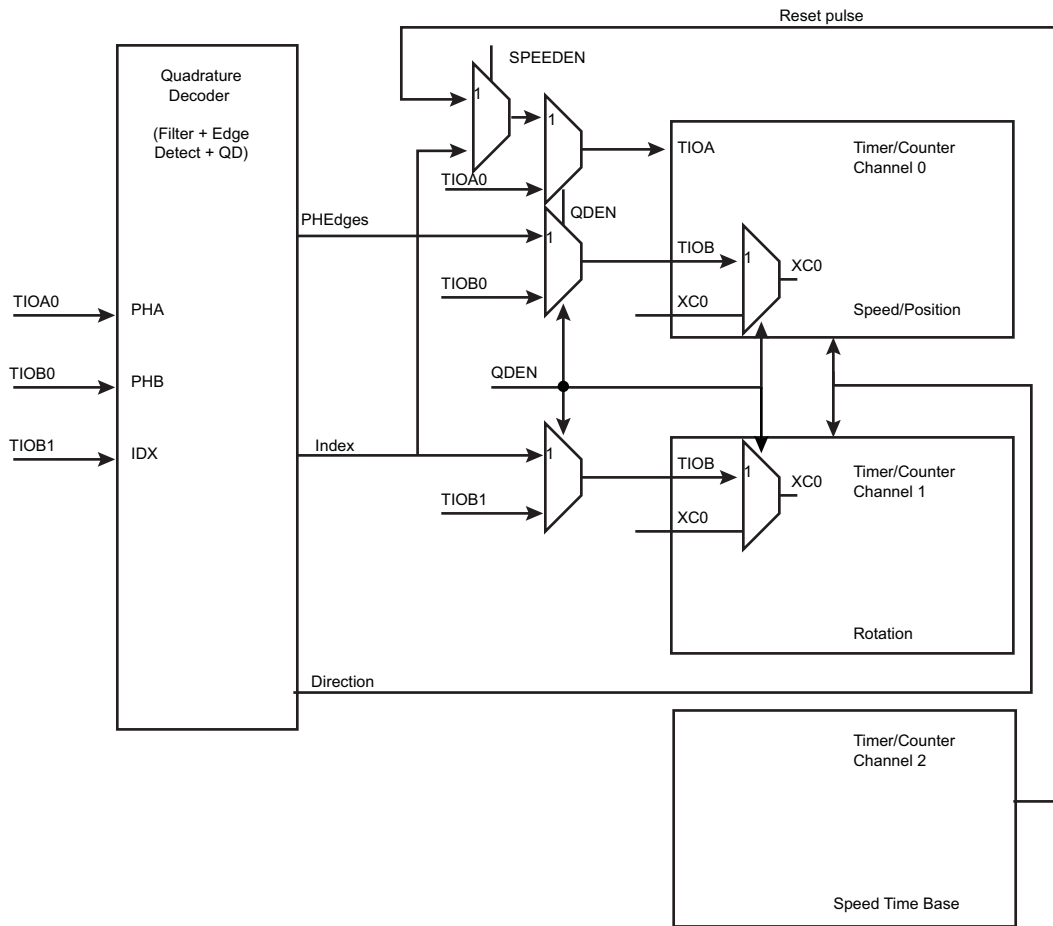 Reset pulse
SPEEDEN
Quadrature
Decoder
(Filter + Edge
Detect + QD)
1
1
TIOA
Timer/Counter
Channel 0
TIOA0
QDEN
PHEdges
1
TIOB
1
XC0
TIOB0
XC0
Speed/Position
TIOA0
PHA
TIOB0
PHB
QDEN
TIOB1
IDX
Index
1
TIOB
1
XC0
Timer/Counter
Channel 1
TIOB1
XC0
Rotation
Direction
Timer/Counter
Channel 2
Speed Time Base